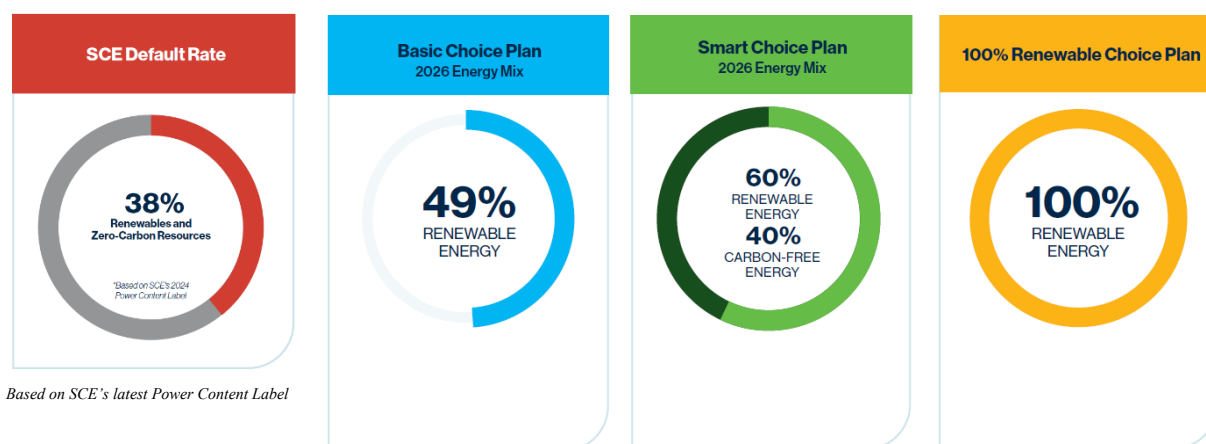 SCE Default Rate
38%
Renewables and
Zero-Carbon Resources
*Based on SCE's 2024
Power Content Label
Based on SCE’s latest Power Content Label
Basic Choice Plan
2026 Energy Mix
49%
RENEWABLE
ENERGY
Smart Choice Plan
2026 Energy Mix
60%
RENEWABLE
ENERGY
40%
CARBON-FREE
ENERGY
100% Renewable Choice Plan
100%
RENEWABLE
ENERGY